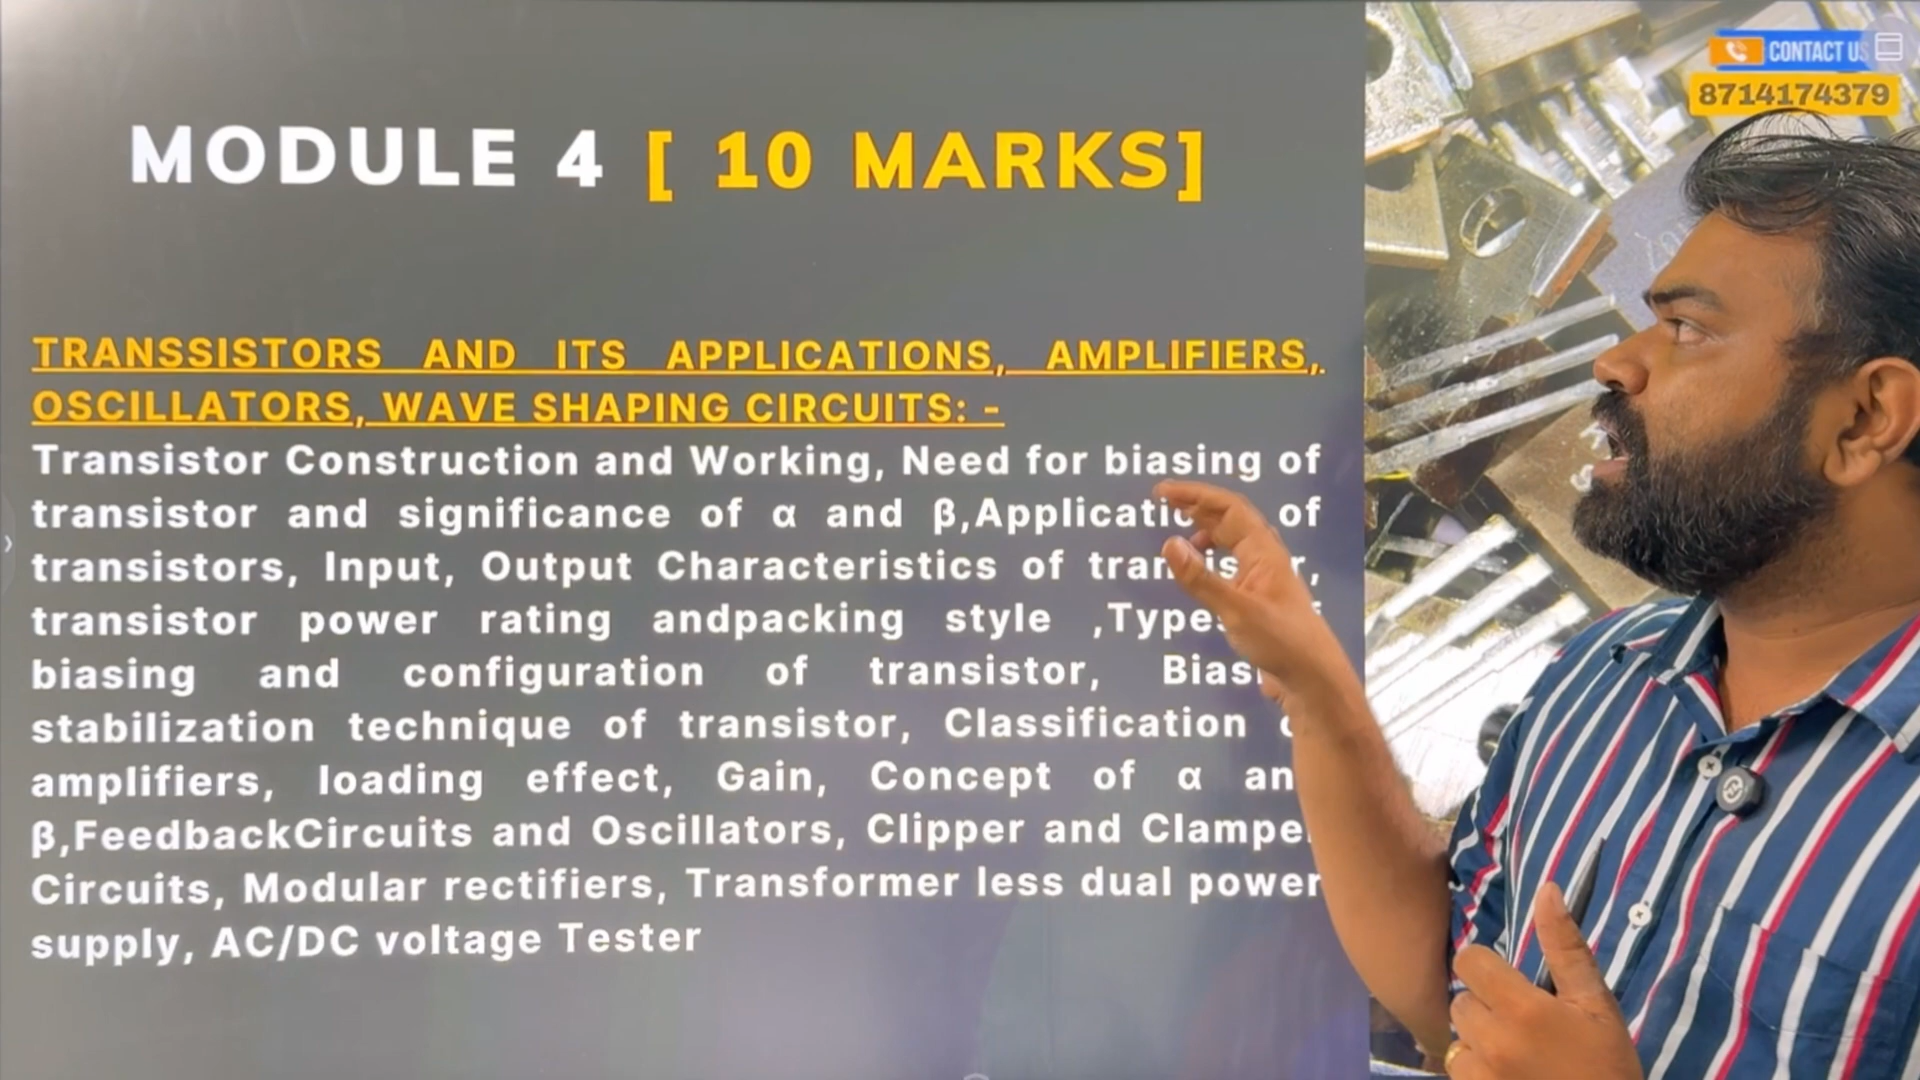 CONTACT US
8714174379
MODULE 4 [ 10 MARKS]
TRANSSISTORS AND ITS APPLICATIONS, AMPLIFIERS,
OSCILLATORS, WAVE SHAPING CIRCUITS: -
Transistor Construction and Working, Need for biasing of
transistor and significance of α and β,Applicatio of
transistors, Input, Output Characteristics of
transistor power rating andpacking style ,Types
biasing and configuration of transistor,
stabilization technique of transistor, Classification
amplifiers, loading effect, Gain, Concept of α an
β,FeedbackCircuits and Oscillators, Clipper and Clamper
Circuits, Modular rectifiers, Transformer less dual power
supply, AC/DC voltage Tester